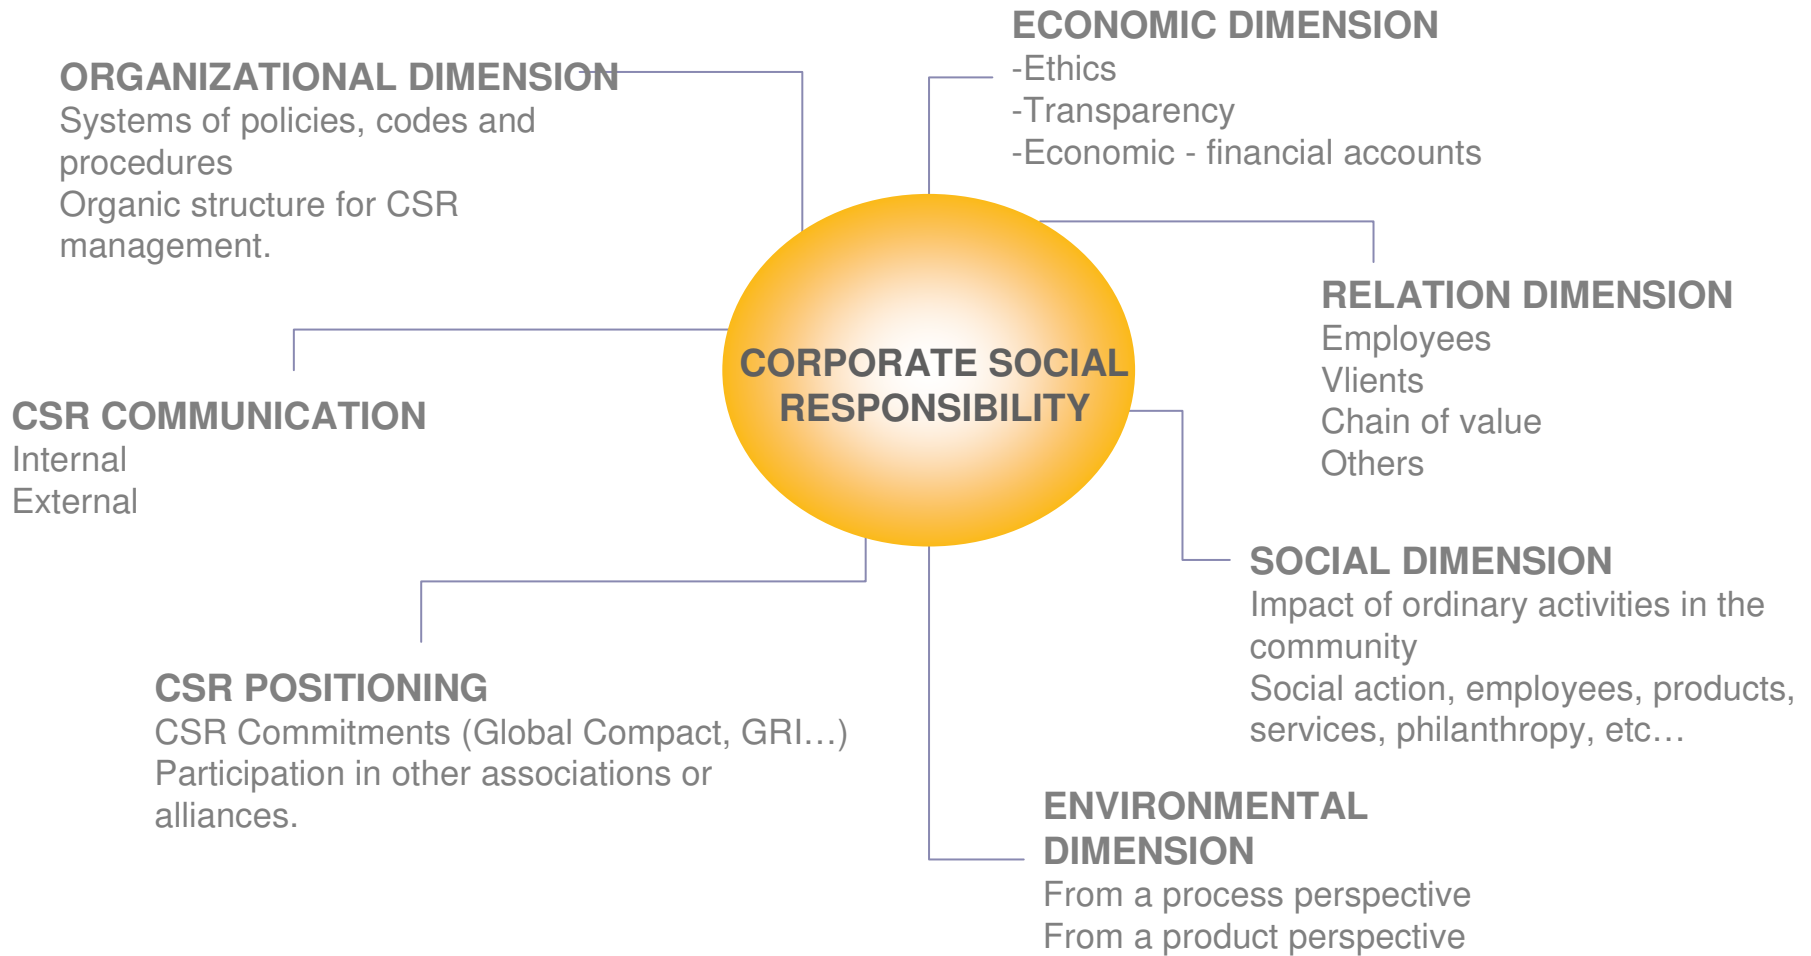 ORGANIZATIONAL DIMENSION
Systems of policies, codes and
procedures
Organic structure for CSR
management.
ECONOMIC DIMENSION
-Ethics
-Transparency
-Economic - financial accounts
RELATION DIMENSION
Employees
Vlients
Chain of value
Others
CORPORATE SOCIAL
RESPONSIBILITY
CSR COMMUNICATION
Internal
External
SOCIAL DIMENSION
Impact of ordinary activities in the
community
Social action, employees, products,
services, philanthropy, etc…
CSR POSITIONING
CSR Commitments (Global Compact, GRI…)
Participation in other associations or
alliances.
ENVIRONMENTAL
DIMENSION
From a process perspective
From a product perspective